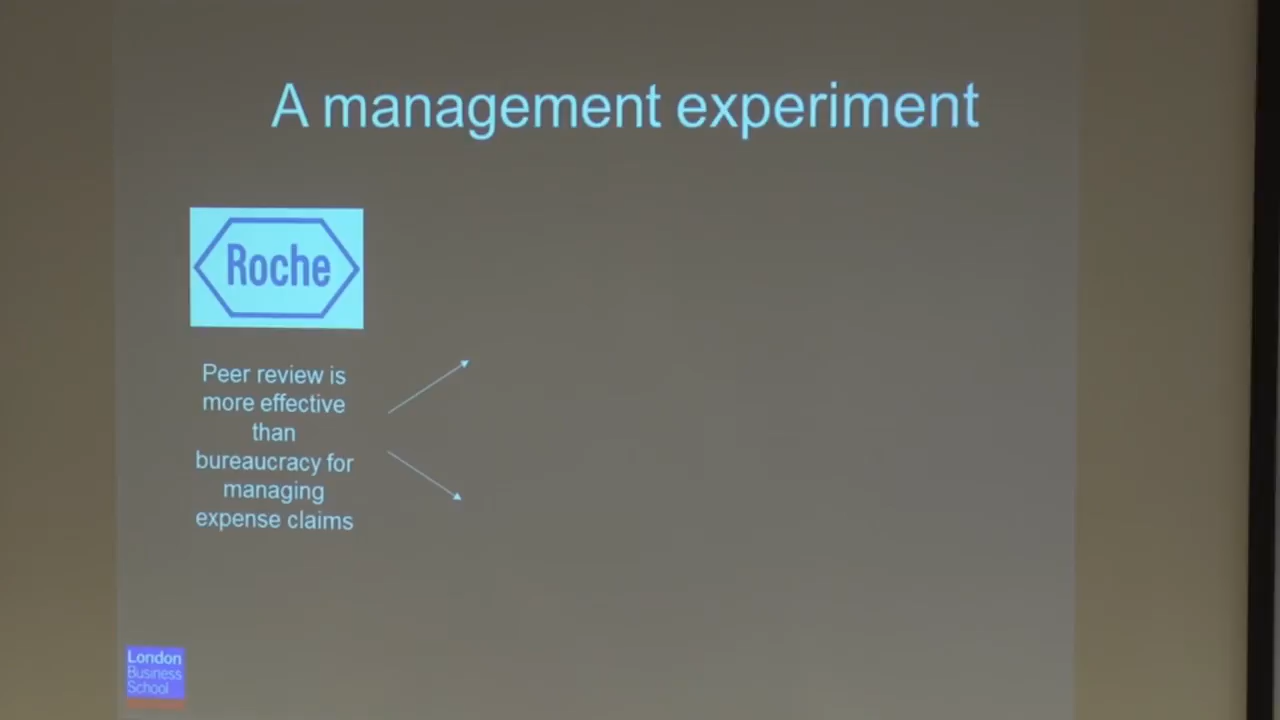 A management experiment
Roche
Peer review is
more effective
than
bureaucracy for
managing
expense claims
London
Business
School